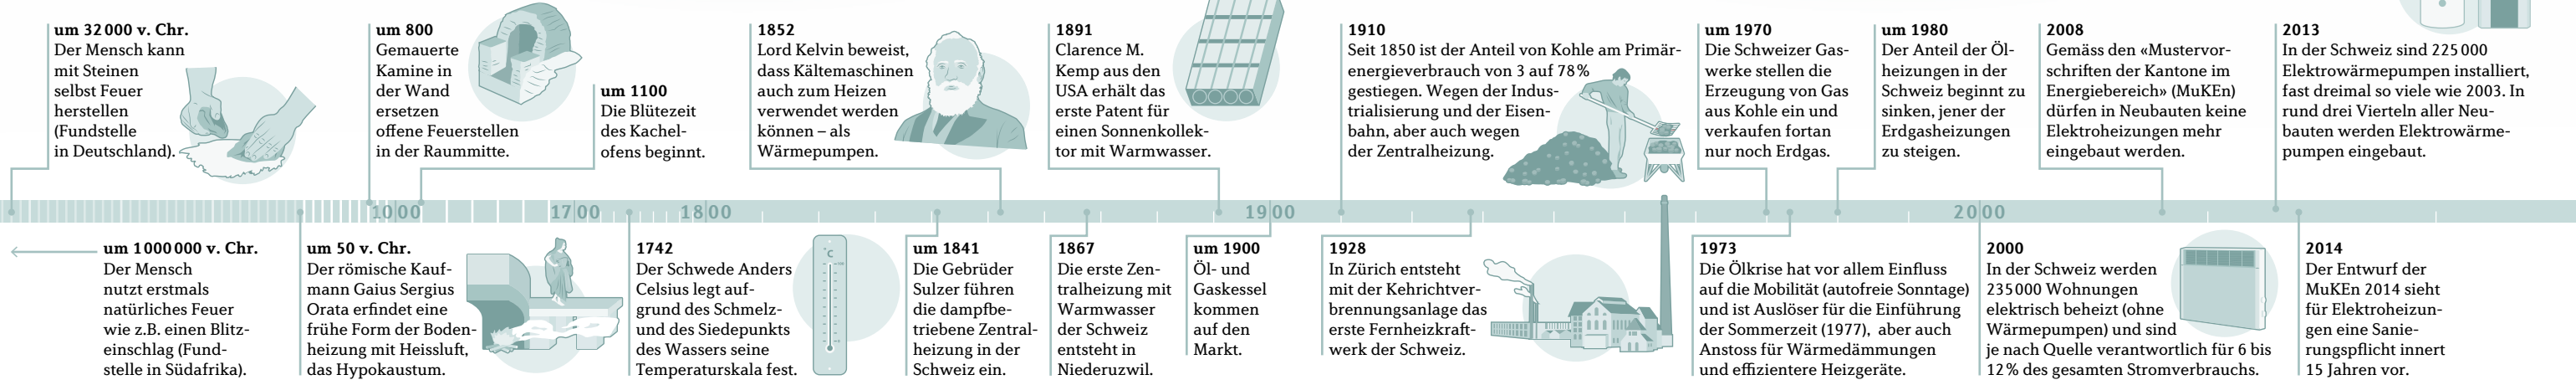 um 32 000 v. Chr.
Der Mensch kann
mit Steinen
selbst Feuer
herstellen
(Fundstelle
in Deutschland).
um 800
Gemauerte
Kamine in
der Wand
ersetzen
offene Feuerstellen
in der Raummitte.
um 1100
Die Blütezeit
des Kachel-
ofens beginnt.
1852
Lord Kelvin beweist,
dass Kältemaschinen
auch zum Heizen
verwendet werden
können – als
Wärmepumpen.
1891
Clarence M.
Kemp aus den
USA erhält das
erste Patent für
einen Sonnenkollek-
tor mit Warmwasser.
1910
Seit 1850 ist der Anteil von Kohle am Primär-
energieverbrauch von 3 auf 78%
gestiegen. Wegen der Indus-
trialisierung und der Eisen-
bahn, aber auch wegen
der Zentralheizung.
um 1970
Die Schweizer Gas-
werke stellen die
Erzeugung von Gas
aus Kohle ein und
verkaufen fortan
nur noch Erdgas.
um 1980
Der Anteil der Öl-
heizungen in der
Schweiz beginnt zu
sinken, jener der
Erdgasheizungen
zu steigen.
2008
Gemäss den «Mustervor-
schriften der Kantone im
Energiebereich» (MuKEn)
dürfen in Neubauten keine
Elektroheizungen mehr
eingebaut werden.
2013
In der Schweiz sind 225 000
Elektrowärmepumpen installiert,
fast dreimal so viele wie 2003. In
rund drei Vierteln aller Neu-
bauten werden Elektrowärme-
pumpen eingebaut.
1000 1700 1800 1900 2000
um 1 000 000 v. Chr.
Der Mensch
nutzt erstmals
natürliches Feuer
wie z.B. einen Blitz-
einschlag (Fund-
stelle in Südafrika).
um 50 v. Chr.
Der römische Kauf-
mann Gaius Sergius
Orata erfindet eine
frühe Form der Boden-
heizung mit Heissluft,
das Hypokaustum.
1742
Der Schwede Anders
Celsius legt auf-
grund des Schmelz-
und des Siedepunkts
des Wassers seine
Temperaturskala fest.
°C
um 1841
Die Gebrüder
Sulzer führen
die dampfbe-
triebene Zentral-
heizung in der
Schweiz ein.
1867
Die erste Zen-
tralheizung mit
Warmwasser
der Schweiz
entsteht in
Niederuzwil.
um 1900
Öl- und
Gaskessel
kommen
auf den
Markt.
1928
In Zürich entsteht
mit der Kehrichtver-
brennungsanlage das
erste Fernheizkraft-
werk der Schweiz.
1973
Die Ölkrise hat vor allem Einfluss
auf die Mobilität (autofreie Sonntage)
und ist Auslöser für die Einführung
der Sommerzeit (1977), aber auch
Anstoss für Wärmedämmungen
und effizientere Heizgeräte.
2000
In der Schweiz werden
235 000 Wohnungen
elektrisch beheizt (ohne
Wärmepumpen) und sind
je nach Quelle verantwortlich für 6 bis
12% des gesamten Stromverbrauchs.
2014
Der Entwurf der
MuKEn 2014 sieht
für Elektroheizun-
gen eine Sanie-
rungspflicht innert
15 Jahren vor.